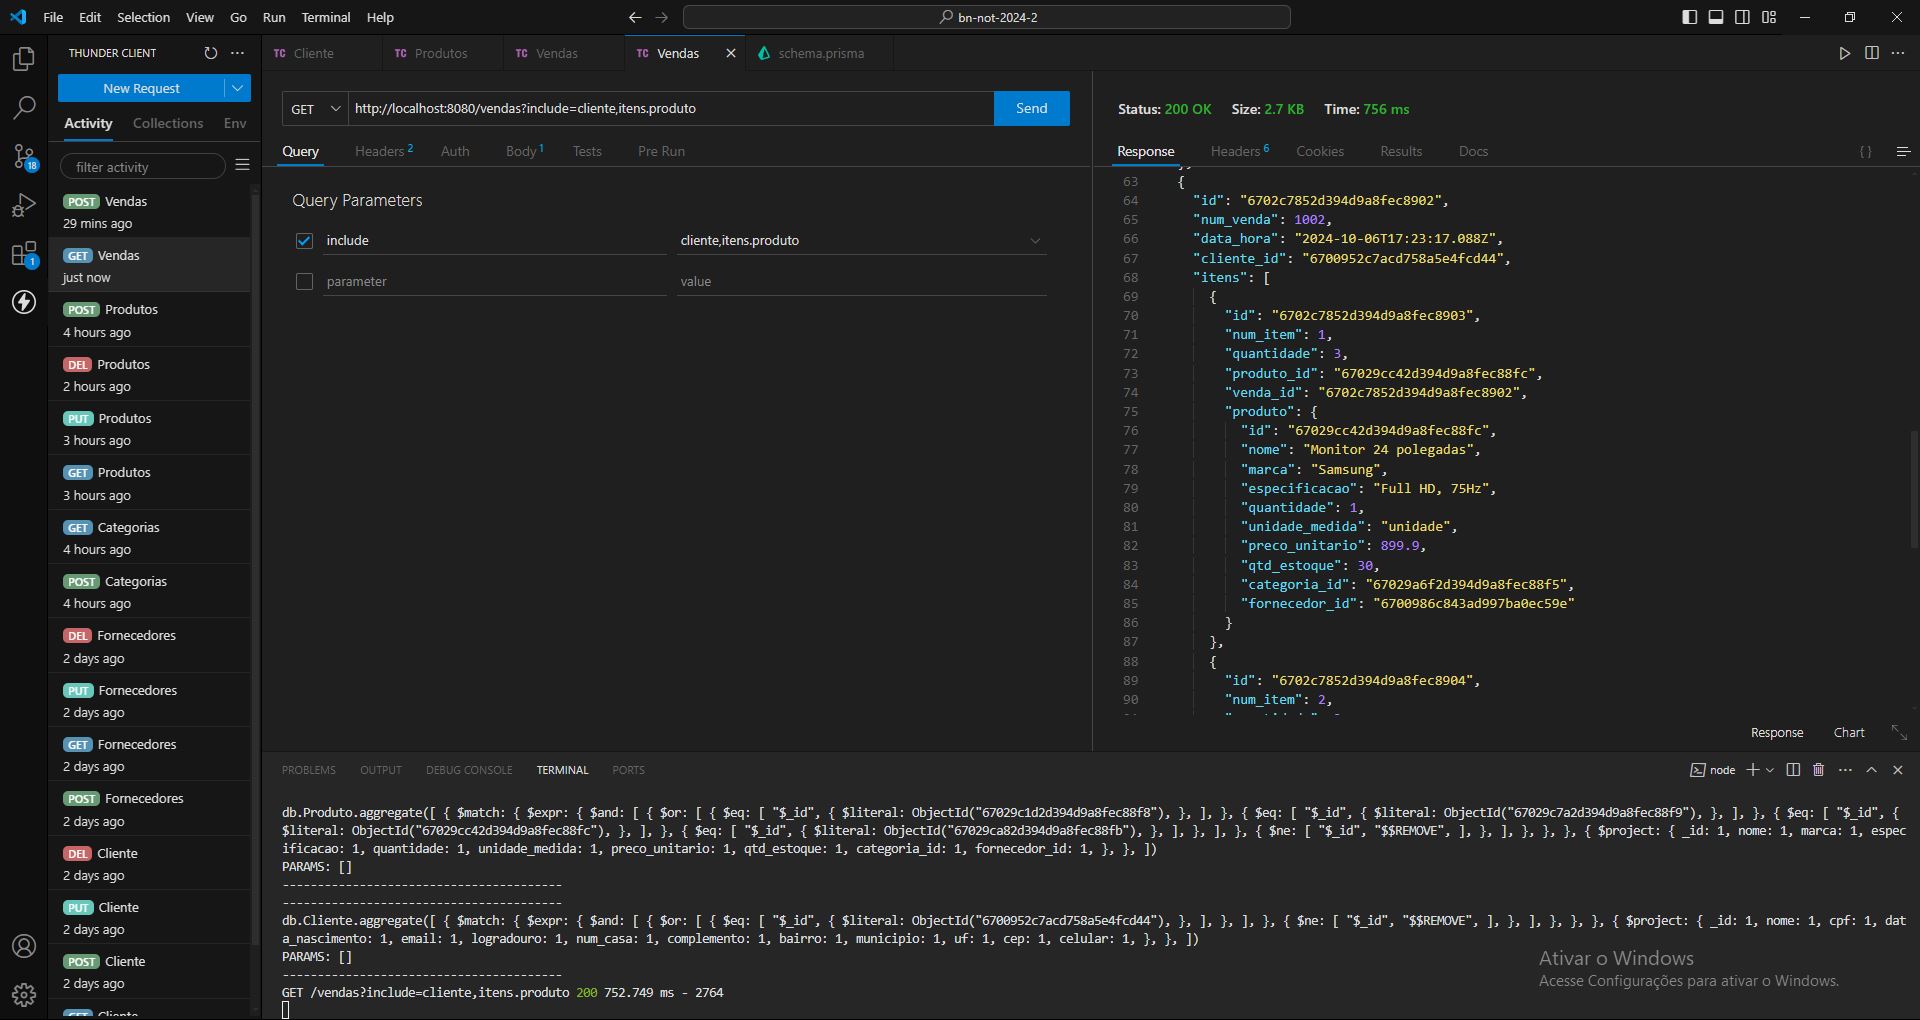 File Edit Selection View Go Run Terminal Help
bn-not-2024-2
THUNDER CLIENT
New Request
Activity Collections Env
filter activity
POST Vendas
29 mins ago
GET Vendas
just now
POST Produtos
4 hours ago
DEL Produtos
2 hours ago
PUT Produtos
3 hours ago
GET Produtos
3 hours ago
GET Categorias
4 hours ago
POST Categorias
4 hours ago
DEL Fornecedores
2 days ago
PUT Fornecedores
2 days ago
GET Fornecedores
2 days ago
POST Fornecedores
2 days ago
DEL Cliente
2 days ago
PUT Cliente
2 days ago
POST Cliente
2 days ago
18
1
TC Cliente TC Produtos TC Vendas TC Vendas schema.prisma
GET http://localhost:8080/vendas?include=cliente,itens.produto Send
Query Headers 2 Auth Body 1 Tests Pre Run
Query Parameters
include cliente,itens.produto
parameter value
Status: 200 OK Size: 2.7 KB Time: 756 ms
Response Headers 6 Cookies Results Docs { }
63 {
64 "id": "6702c7852d394d9a8fec8902",
65 "num_venda": 1002,
66 "data_hora": "2024-10-06T17:23:17.088Z",
67 "cliente_id": "6700952c7acd758a5e4fcd44",
68 "itens": [
69 {
70 "id": "6702c7852d394d9a8fec8903",
71 "num_item": 1,
72 "quantidade": 3,
73 "produto_id": "67029cc42d394d9a8fec88fc",
74 "venda_id": "6702c7852d394d9a8fec8902",
75 "produto": {
76 "id": "67029cc42d394d9a8fec88fc",
77 "nome": "Monitor 24 polegadas",
78 "marca": "Samsung",
79 "especificacao": "Full HD, 75Hz",
80 "quantidade": 1,
81 "unidade_medida": "unidade",
82 "preco_unitario": 899.9,
83 "qtd_estoque": 30,
84 "categoria_id": "67029a6f2d394d9a8fec88f5",
85 "fornecedor_id": "6700986c843ad997ba0ec59e"
86 }
87 },
88 {
89 "id": "6702c7852d394d9a8fec8904",
90 "num_item": 2,
Response Chart
PROBLEMS OUTPUT DEBUG CONSOLE TERMINAL PORTS
node
db.Produto.aggregate([ { $match: { $expr: { $and: [ { $or: [ { $eq: [ "$_id", { $literal: ObjectId("67029c1d2d394d9a8fec88f8"), }, ], }, { $eq: [ "$_id", { $literal: ObjectId("67029c7a2d394d9a8fec88f9"), }, ], }, { $eq: [ "$_id", {
$literal: ObjectId("67029cc42d394d9a8fec88fc"), }, ], }, { $eq: [ "$_id", { $literal: ObjectId("67029ca82d394d9a8fec88fb"), }, ], }, ], }, { $ne: [ "$_id", "$$REMOVE", ], }, ], }, }, }, { $project: { _id: 1, nome: 1, marca: 1, espec
ificacao: 1, quantidade: 1, unidade_medida: 1, preco_unitario: 1, qtd_estoque: 1, categoria_id: 1, fornecedor_id: 1, }, }, ])
PARAMS: []
----------------------------------------
----------------------------------------
db.Cliente.aggregate([ { $match: { $expr: { $and: [ { $or: [ { $eq: [ "$_id", { $literal: ObjectId("6700952c7acd758a5e4fcd44"), }, ], }, ], }, { $ne: [ "$_id", "$$REMOVE", ], }, ], }, }, }, { $project: { _id: 1, nome: 1, cpf: 1, dat
a_nascimento: 1, email: 1, logradouro: 1, num_casa: 1, complemento: 1, bairro: 1, municipio: 1, uf: 1, cep: 1, celular: 1, }, }, ])
PARAMS: []
----------------------------------------
GET /vendas?include=cliente,itens.produto 200 752.749 ms - 2764
Ativar o Windows
Acesse Configurações para ativar o Windows.